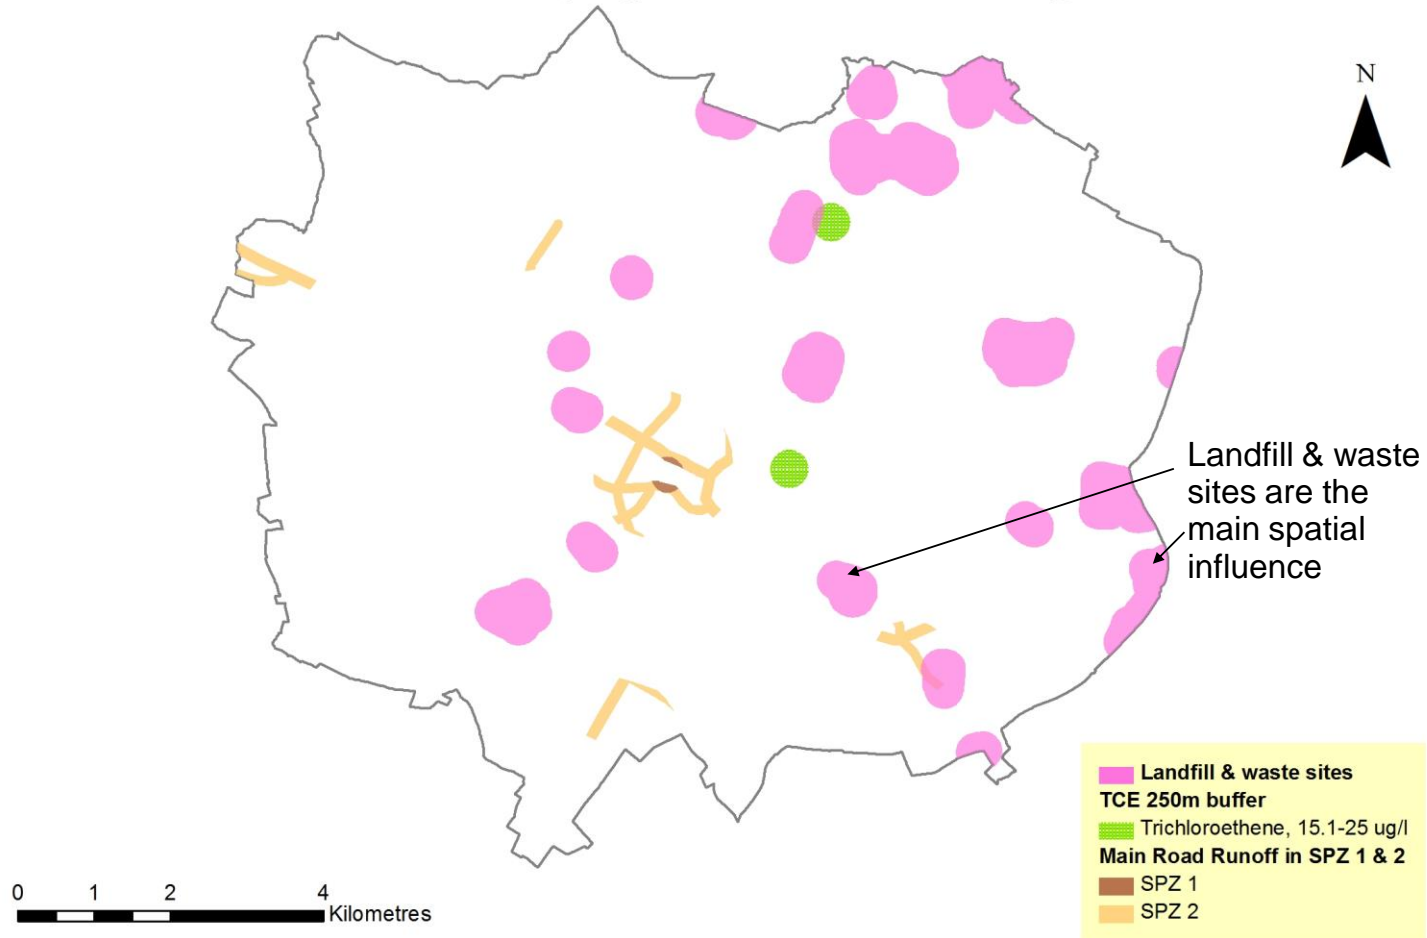 N
Landfill & waste
sites are the
main spatial
influence
Landfill & waste sites
TCE 250m buffer
Trichloroethene, 15.1-25 ug/l
Main Road Runoff in SPZ 1 & 2
SPZ 1
SPZ 2
0 1 2 4
Kilometres